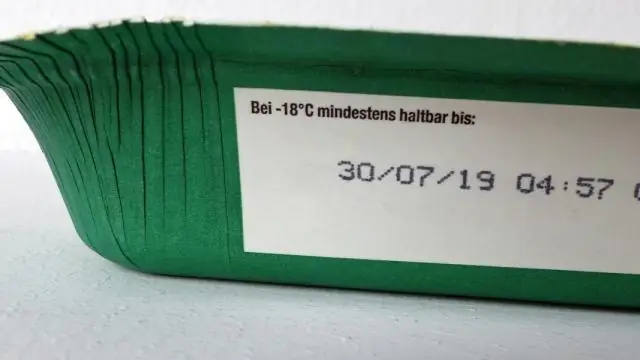 Bei -18°C mindestens haltbar bis:
30/07/19 04:57